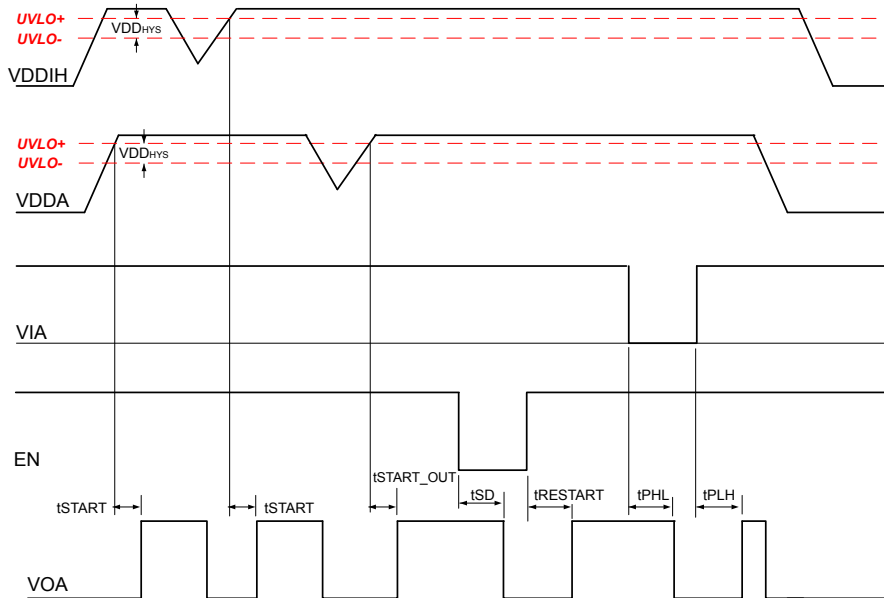 UVLO+
VDDHYS
UVLO-
VDDIH
UVLO+
VDDHYS
UVLO-
VDDA
VIA
EN
tSTART_OUT
tSTART
tSTART
tSD
tRESTART
tPHL
tPLH
VOA